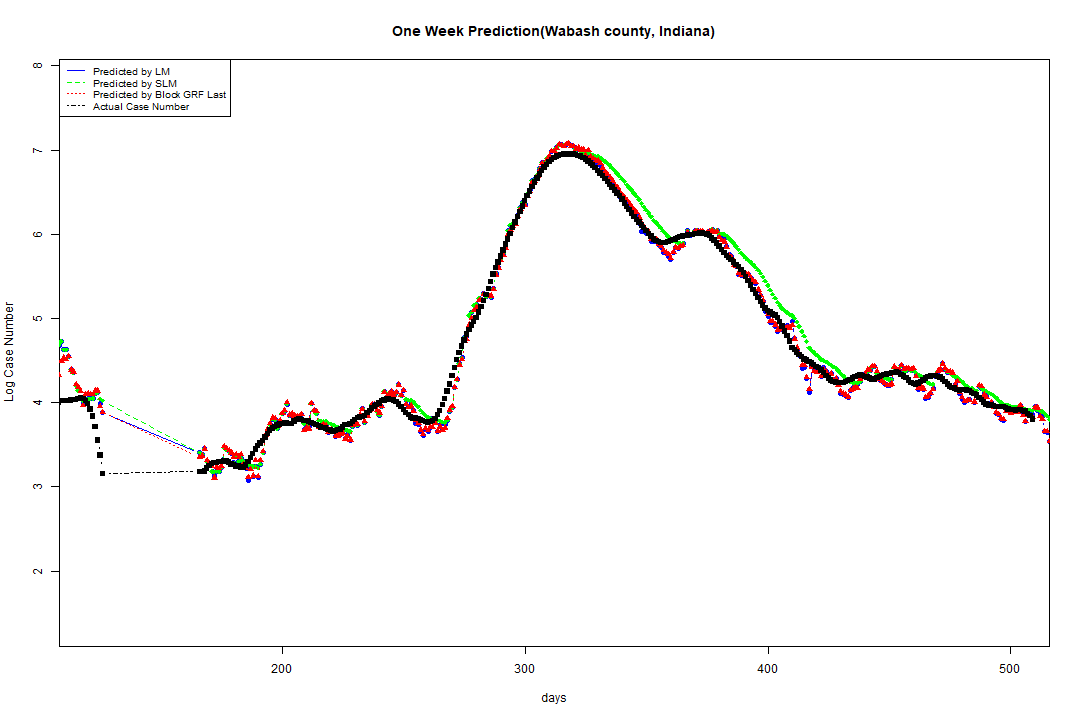 One Week Prediction(Wabash county, Indiana)
Predicted by LM
Predicted by SLM
Predicted by Block GRF Last
Actual Case Number
8
7
6
5
4
3
2
Log Case Number
200
300
400
500
days